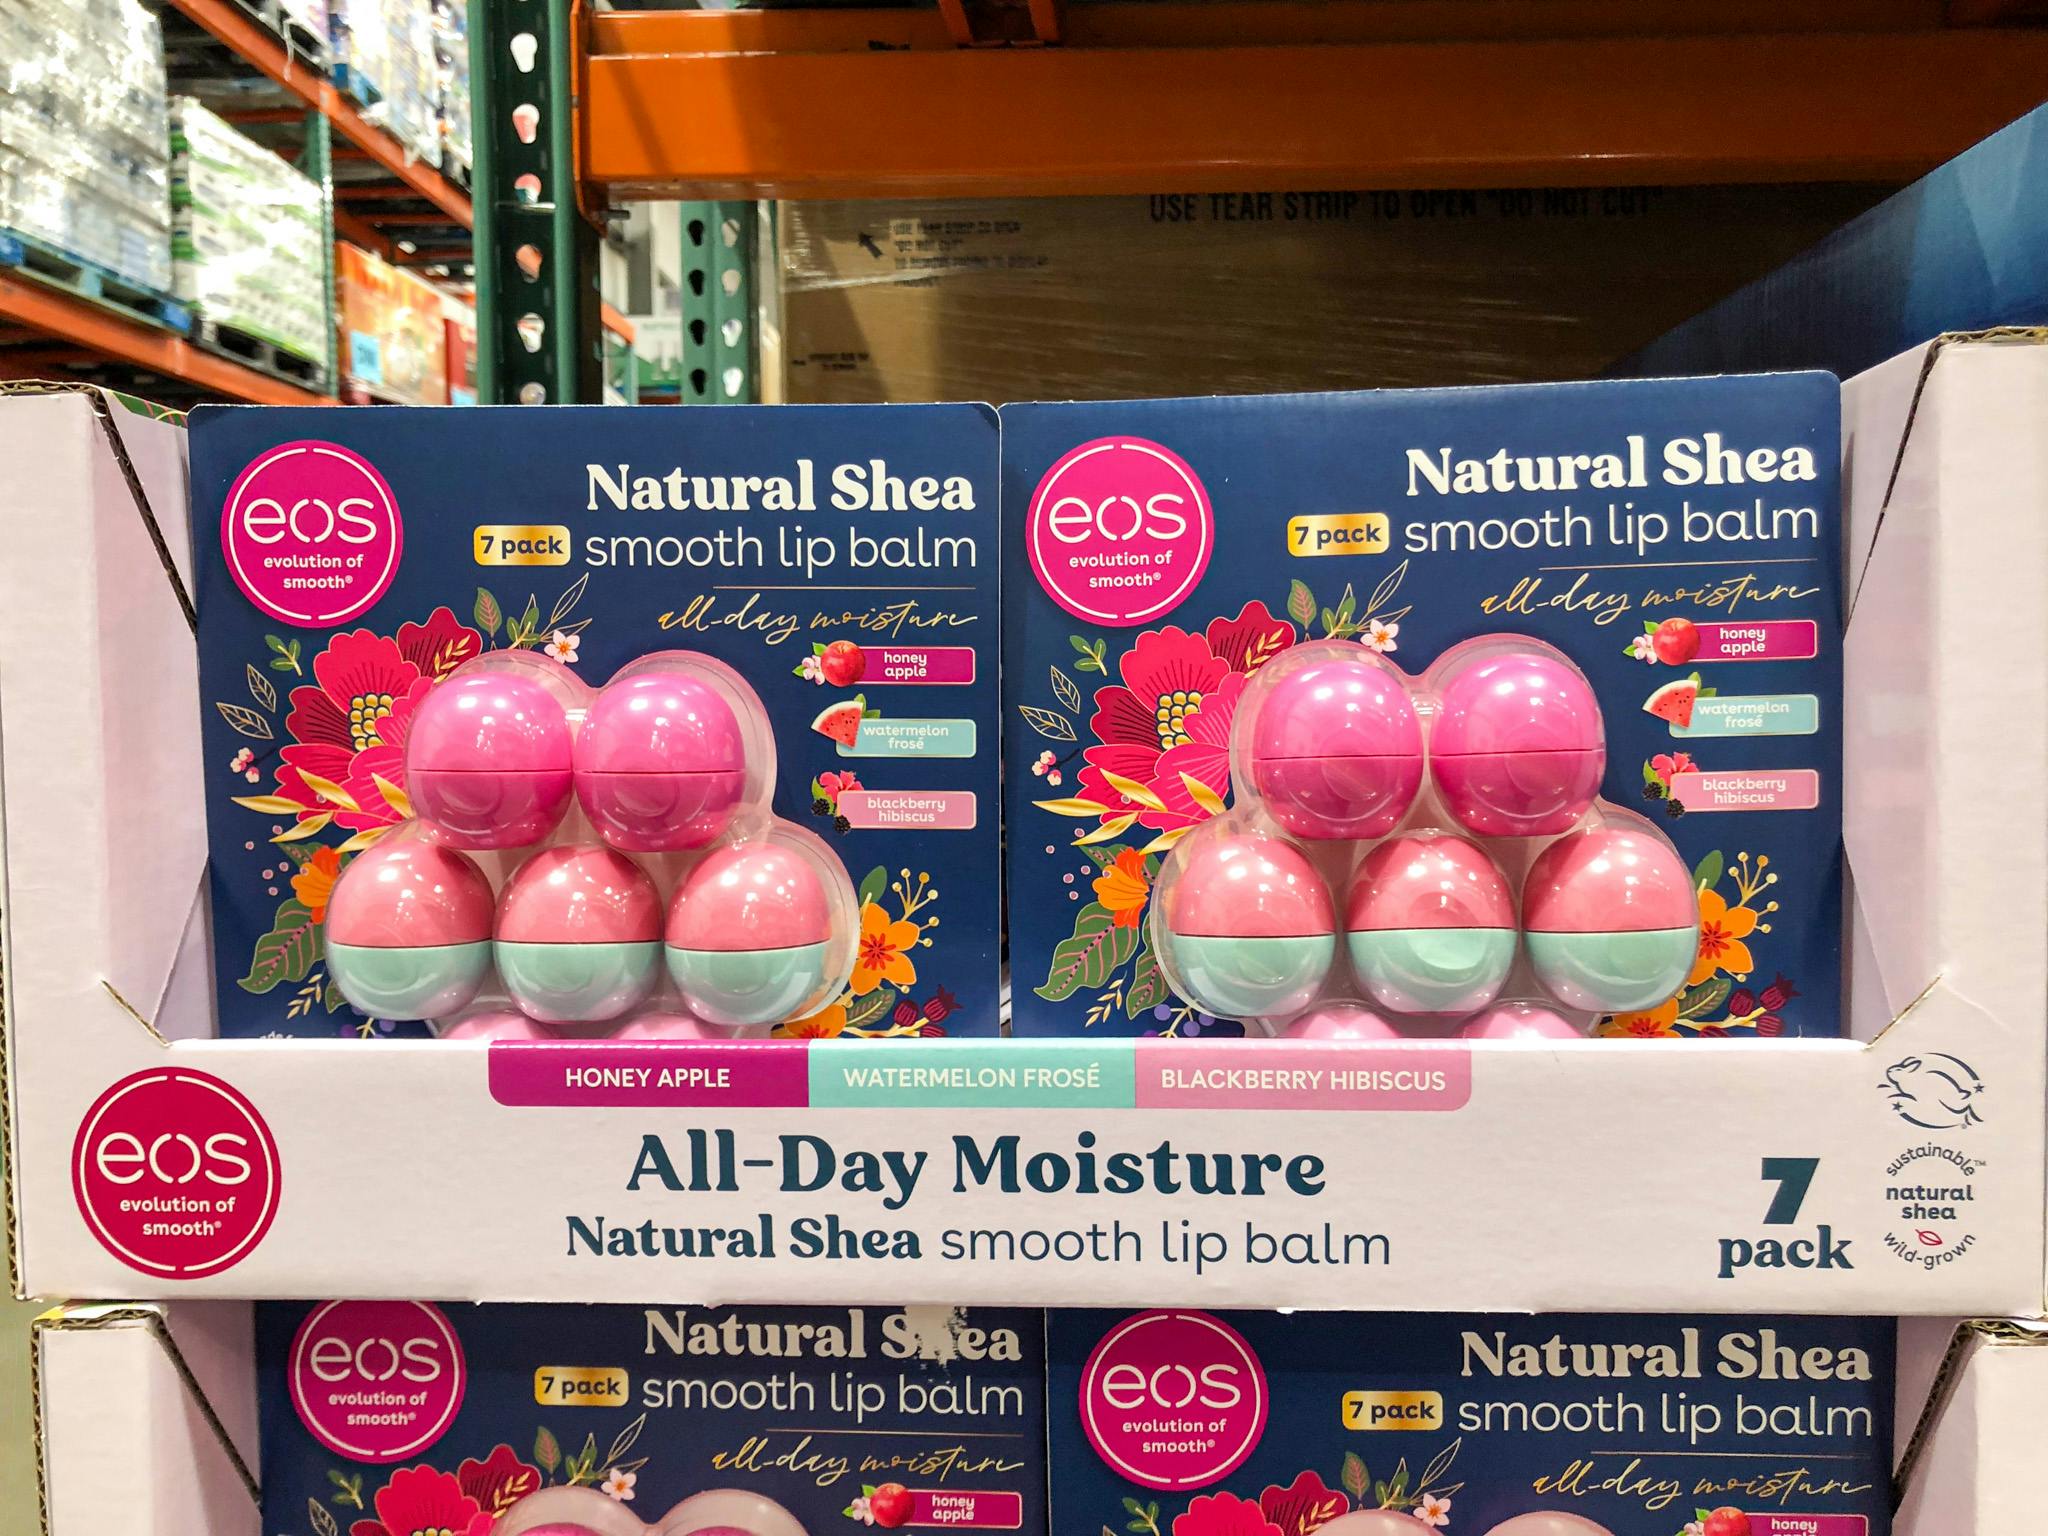 USE TEAR STRIP TO OPEN "DO NOT CUT"
eos
evolution of
smooth®
Natural Shea
7 pack
smooth lip balm
all-day moisture
honey
apple
watermelon
frosé
blackberry
hibiscus
eos
evolution of
smooth®
Natural Shea
7 pack
smooth lip balm
all-day moisture
honey
apple
watermelon
frosé
blackberry
hibiscus
HONEY APPLE
WATERMELON FROSÉ
BLACKBERRY HIBISCUS
eos
evolution of
smooth®
All-Day Moisture
Natural Shea smooth lip balm
7
pack
sustainable™
natural
shea
wild-grown
eos
evolution of
smooth®
Natural Shea
7 pack
smooth lip balm
all-day moisture
honey
apple
eos
evolution of
smooth®
Natural Shea
7 pack
smooth lip balm
all-day moisture
honey